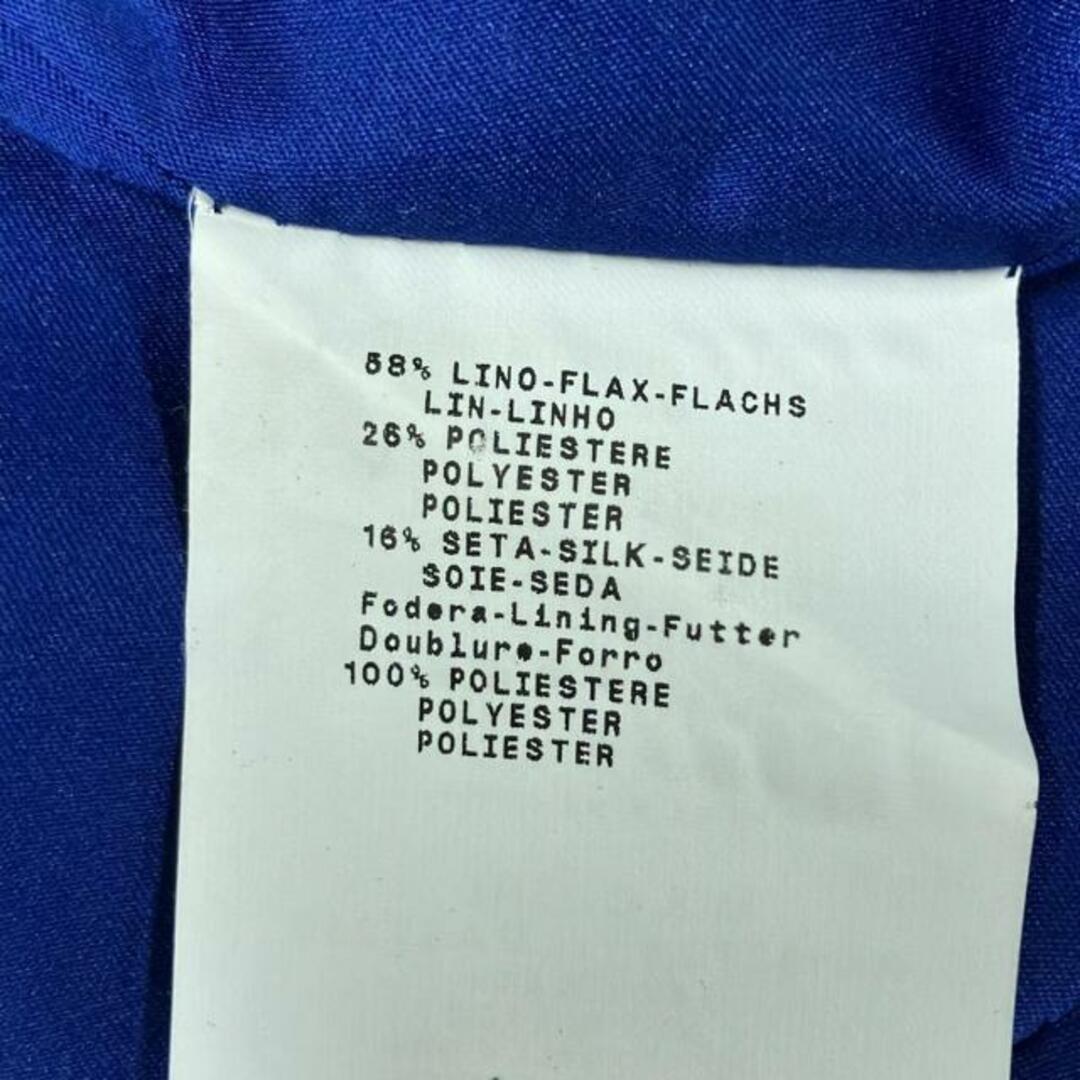 58% LINO-FLAX-FLACHS
LIN-LINHO
26% POLIESTERE
POLYESTER
POLIESTER
16% SETA-SILK-SEIDE
SOIE-SEDA
Fodera-Lining-Futter
Doublure-Forro
100% POLIESTERE
POLYESTER
POLIESTER